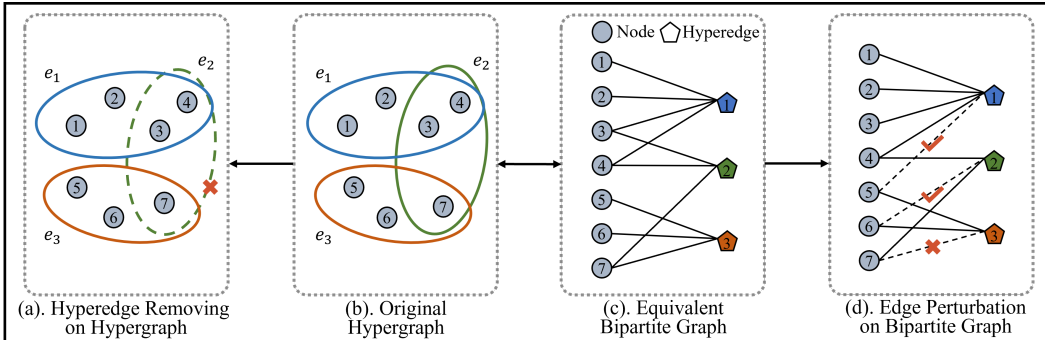 e₁
e₂
2
4
1
3
5
7
6
e₃
(a). Hyperedge Removing
on Hypergraph
e₁
e₂
2
4
1
3
5
7
6
e₃
(b). Original
Hypergraph
Node Hyperedge
1
2
3
4
5
6
7
1
2
3
(c). Equivalent
Bipartite Graph
1
2
3
4
5
6
7
1
2
3
(d). Edge Perturbation
on Bipartite Graph